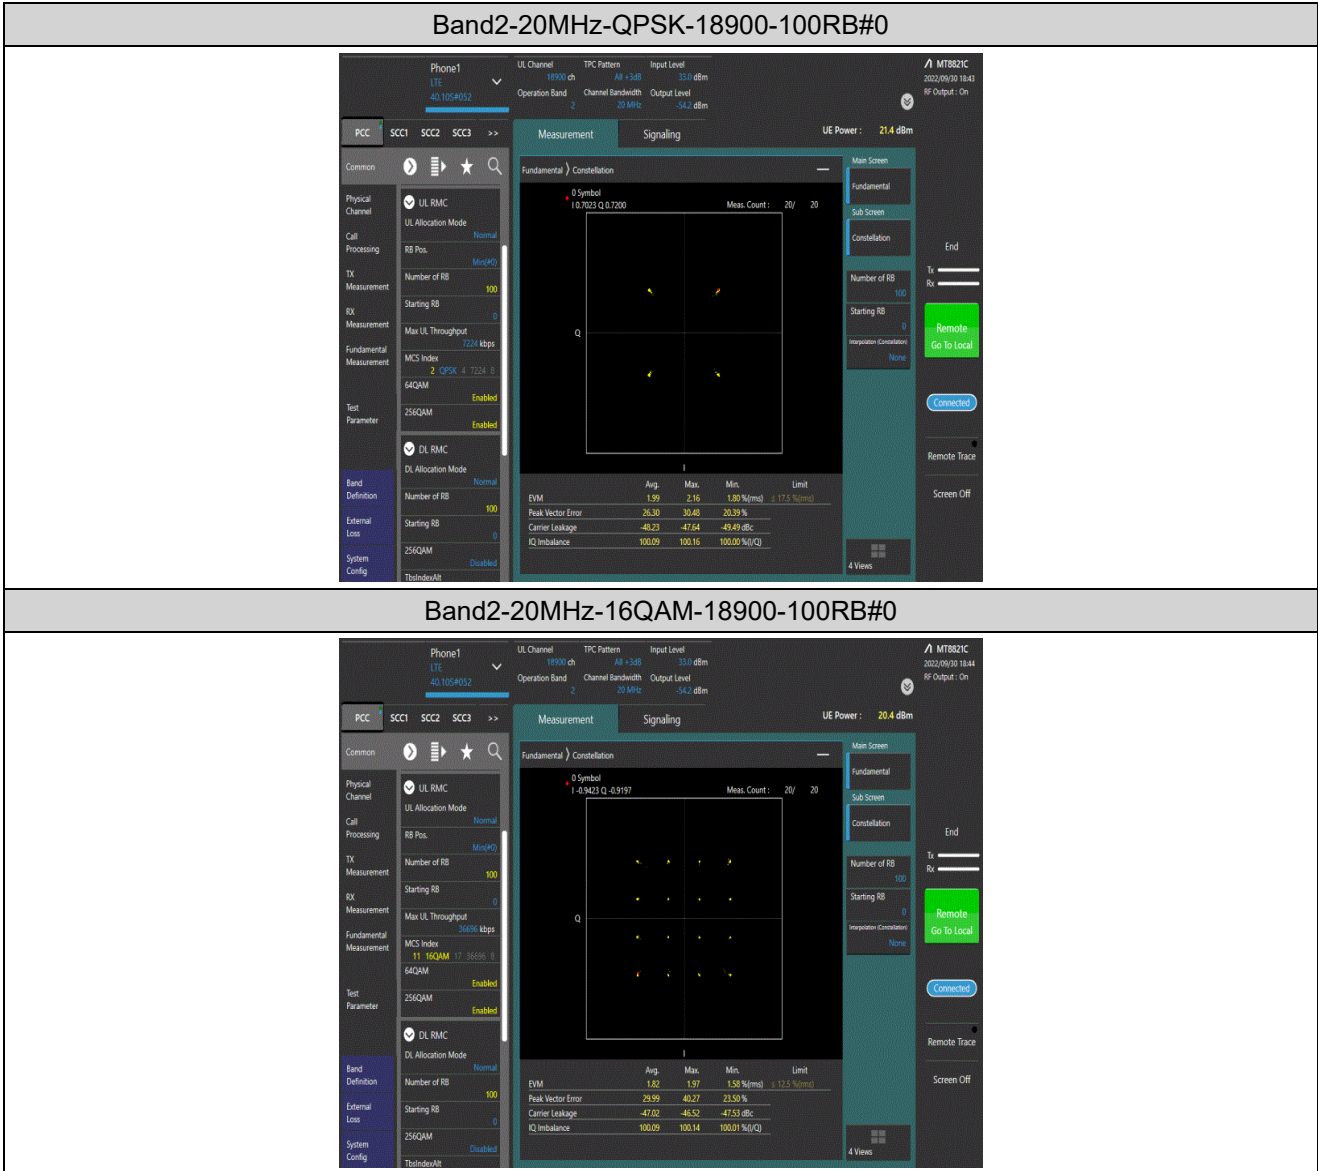 Band2-20MHz-QPSK-18900-100RB#0
Phone1
LTE
40.105#052
UL Channel TPC Pattern Input Level
18900 ch All +3dB 33.0 dBm
Operation Band Channel Bandwidth Output Level
2 20 MHz -54.2 dBm
MT8821C
2022/09/30 18:43
RF Output : On
PCC SCC1 SCC2 SCC3 >>
Measurement Signaling
UE Power : 21.4 dBm
Common
Physical Channel
Call Processing
TX Measurement
RX Measurement
Fundamental Measurement
Test Parameter
Band Definition
External Loss
System Config
UL RMC
UL Allocation Mode
Normal
RB Pos.
Min(#0)
Number of RB
100
Starting RB
0
Max UL Throughput
7224 kbps
MCS Index
2 QPSK 4 7224 0
64QAM
Enabled
256QAM
Enabled
DL RMC
DL Allocation Mode
Normal
Number of RB
100
Starting RB
0
256QAM
Disabled
TbsIndexAlt
Fundamental Constellation
0 Symbol
I 0.7023 Q 0.7200 Meas. Count : 20/ 20
Q
I
Avg. Max. Min. Limit
EVM 1.99 2.16 1.80 %(rms) ≤ 17.5 %(rms)
Peak Vector Error 26.30 30.48 20.39 %
Carrier Leakage -48.23 -47.64 -49.49 dBc
IQ Imbalance 100.09 100.16 100.00 %(I/Q)
Main Screen
Fundamental
Sub Screen
Constellation
Number of RB
100
Starting RB
0
Interpolation (Constellation)
None
4 Views
End
Tx
Rx
Remote
Go To Local
Connected
Remote Trace
Screen Off
Band2-20MHz-16QAM-18900-100RB#0
Phone1
LTE
40.105#052
UL Channel TPC Pattern Input Level
18900 ch All +3dB 33.0 dBm
Operation Band Channel Bandwidth Output Level
2 20 MHz -54.2 dBm
MT8821C
2022/09/30 18:44
RF Output : On
PCC SCC1 SCC2 SCC3 >>
Measurement Signaling
UE Power : 20.4 dBm
Common
Physical Channel
Call Processing
TX Measurement
RX Measurement
Fundamental Measurement
Test Parameter
Band Definition
External Loss
System Config
UL RMC
UL Allocation Mode
Normal
RB Pos.
Min(#0)
Number of RB
100
Starting RB
0
Max UL Throughput
36696 kbps
MCS Index
11 16QAM 17 36696 0
64QAM
Enabled
256QAM
Enabled
DL RMC
DL Allocation Mode
Normal
Number of RB
100
Starting RB
0
256QAM
Disabled
TbsIndexAlt
Fundamental Constellation
0 Symbol
I -0.9423 Q -0.9197 Meas. Count : 20/ 20
Q
I
Avg. Max. Min. Limit
EVM 1.82 1.97 1.58 %(rms) ≤ 12.5 %(rms)
Peak Vector Error 29.99 40.27 23.50 %
Carrier Leakage -47.02 -46.52 -47.53 dBc
IQ Imbalance 100.09 100.14 100.01 %(I/Q)
Main Screen
Fundamental
Sub Screen
Constellation
Number of RB
100
Starting RB
0
Interpolation (Constellation)
None
4 Views
End
Tx
Rx
Remote
Go To Local
Connected
Remote Trace
Screen Off